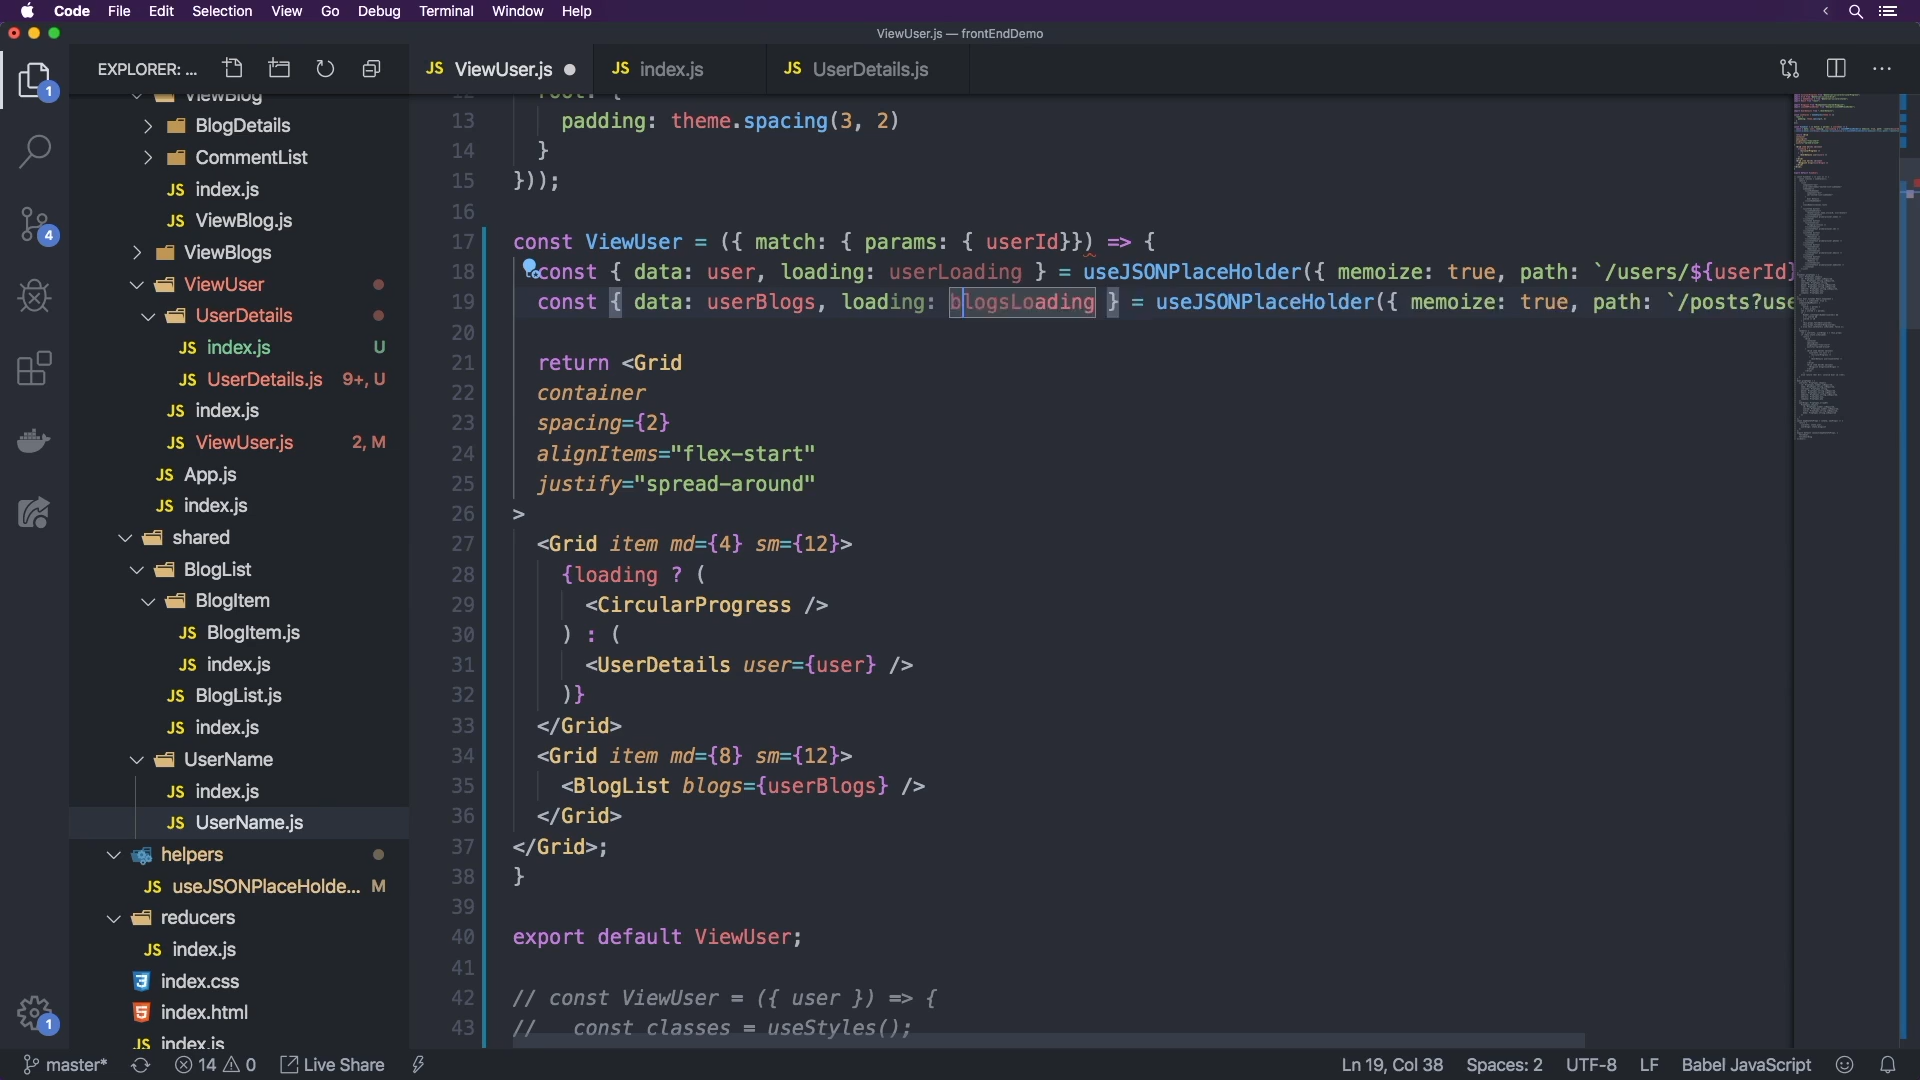 Code File Edit Selection View Go Debug Terminal Window Help
ViewUser.js — frontEndDemo
EXPLORER: ...
JS ViewUser.js
JS index.js
JS UserDetails.js
1
4
1
ViewBlog
BlogDetails
CommentList
JS index.js
JS ViewBlog.js
ViewBlogs
ViewUser
UserDetails
JS index.js U
JS UserDetails.js 9+, U
JS index.js
JS ViewUser.js 2, M
JS App.js
JS index.js
shared
BlogList
BlogItem
JS BlogItem.js
JS index.js
JS BlogList.js
JS index.js
UserName
JS index.js
JS UserName.js
helpers
JS useJSONPlaceHolde... M
reducers
JS index.js
index.css
index.html
JS index.js
12 root: {
13 padding: theme.spacing(3, 2)
14 }
15 }));
16
17 const ViewUser = ({ match: { params: { userId}}) => {
18 const { data: user, loading: userLoading } = useJSONPlaceHolder({ memoize: true, path: `/users/${userId}
19 const { data: userBlogs, loading: blogsLoading } = useJSONPlaceHolder({ memoize: true, path: `/posts?use
20
21 return <Grid
22 container
23 spacing={2}
24 alignItems="flex-start"
25 justify="spread-around"
26 >
27 <Grid item md={4} sm={12}>
28 {loading ? (
29 <CircularProgress />
30 ) : (
31 <UserDetails user={user} />
32 )}
33 </Grid>
34 <Grid item md={8} sm={12}>
35 <BlogList blogs={userBlogs} />
36 </Grid>
37 </Grid>;
38 }
39
40 export default ViewUser;
41
42 // const ViewUser = ({ user }) => {
43 // const classes = useStyles();
master* 14 0 Live Share
Ln 19, Col 38 Spaces: 2 UTF-8 LF Babel JavaScript